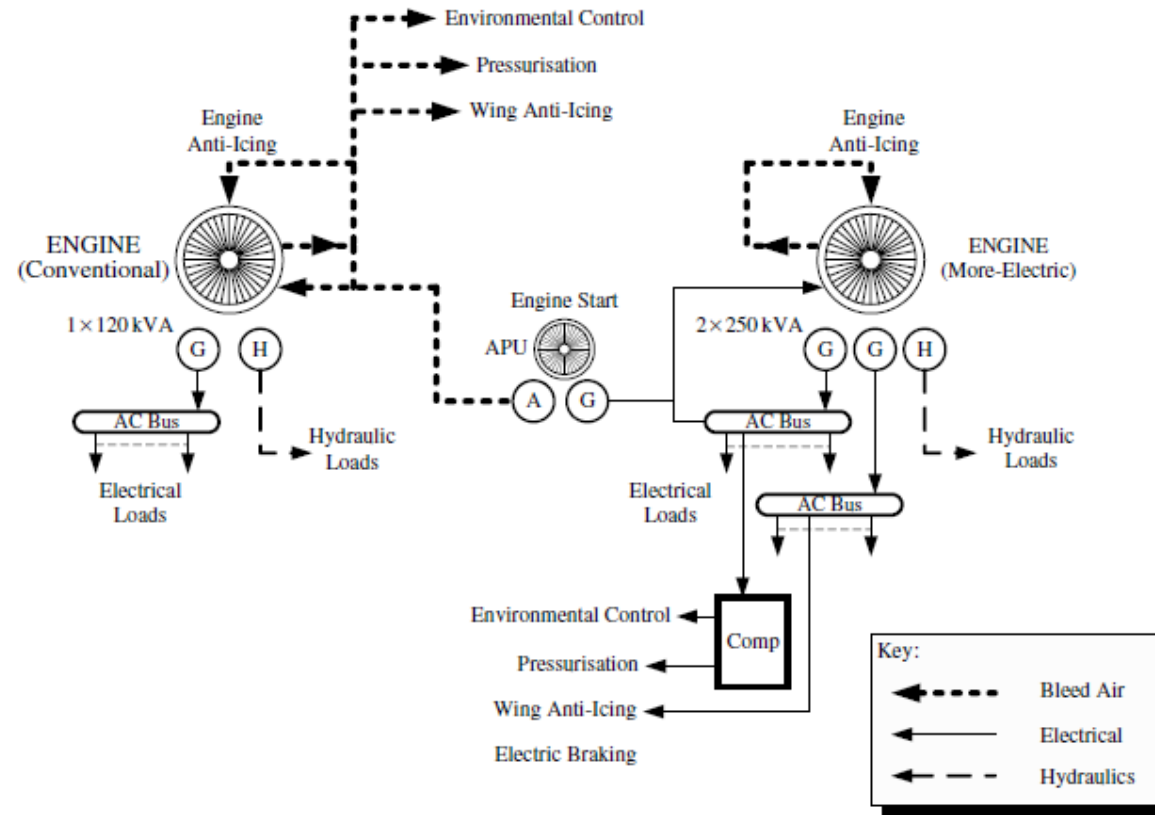 Environmental Control
Pressurisation
Wing Anti-Icing
Engine
Anti-Icing
Engine
Anti-Icing
ENGINE
(Conventional)
ENGINE
(More-Electric)
Engine Start
APU
1 × 120 kVA
G
H
2 × 250 kVA
G
G
H
A
G
AC Bus
AC Bus
Hydraulic
Loads
Hydraulic
Loads
Electrical
Loads
Electrical
Loads
AC Bus
Environmental Control
Comp
Pressurisation
Wing Anti-Icing
Electric Braking
Key:
Bleed Air
Electrical
Hydraulics